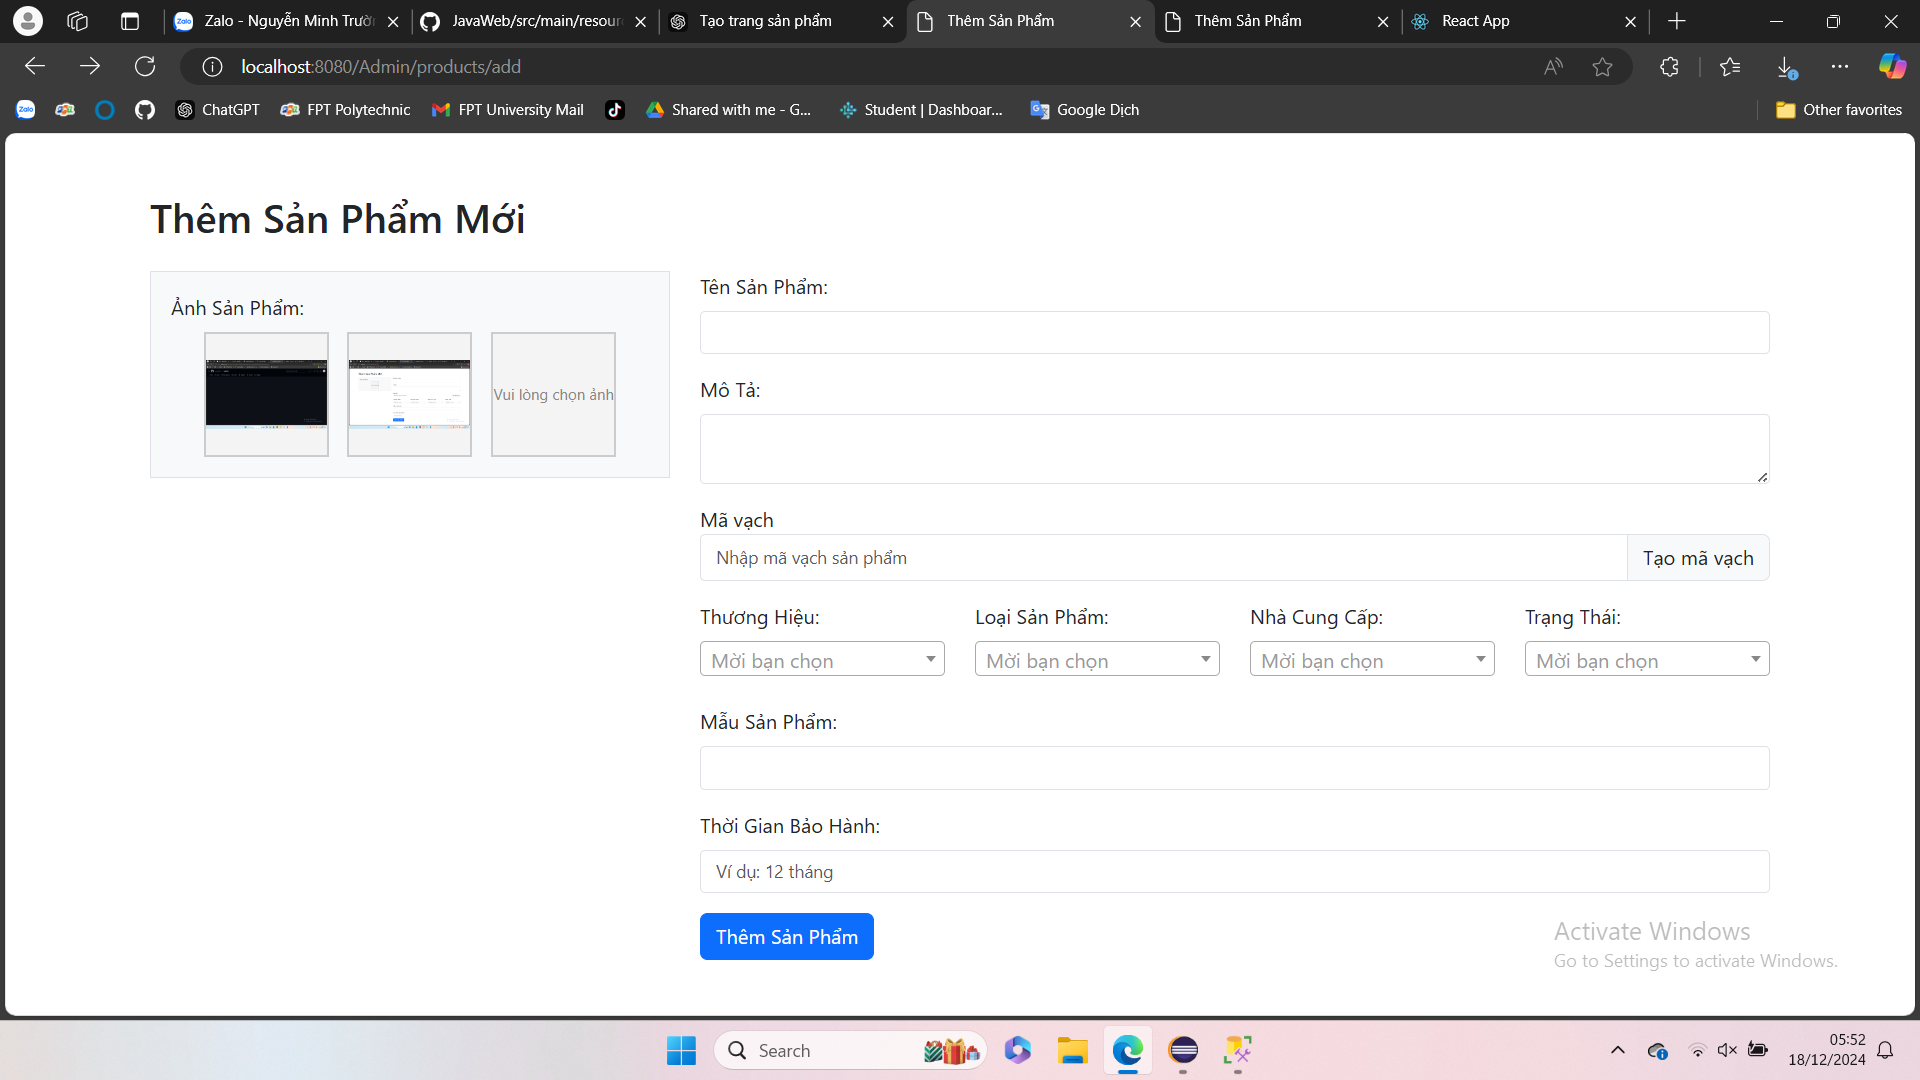 Zalo - Nguyễn Minh Trườn
JavaWeb/src/main/resour
Tạo trang sản phẩm
Thêm Sản Phẩm
Thêm Sản Phẩm
React App
localhost:8080/Admin/products/add
ChatGPT
FPT Polytechnic
FPT University Mail
Shared with me - G...
Student | Dashboar...
Google Dịch
Other favorites
Thêm Sản Phẩm Mới
Ảnh Sản Phẩm:
Vui lòng chọn ảnh
Tên Sản Phẩm:
Mô Tả:
Mã vạch
Nhập mã vạch sản phẩm
Tạo mã vạch
Thương Hiệu:
Loại Sản Phẩm:
Nhà Cung Cấp:
Trạng Thái:
Mời bạn chọn
Mời bạn chọn
Mời bạn chọn
Mời bạn chọn
Mẫu Sản Phẩm:
Thời Gian Bảo Hành:
Ví dụ: 12 tháng
Thêm Sản Phẩm
Activate Windows
Go to Settings to activate Windows.
Search
05:52
18/12/2024